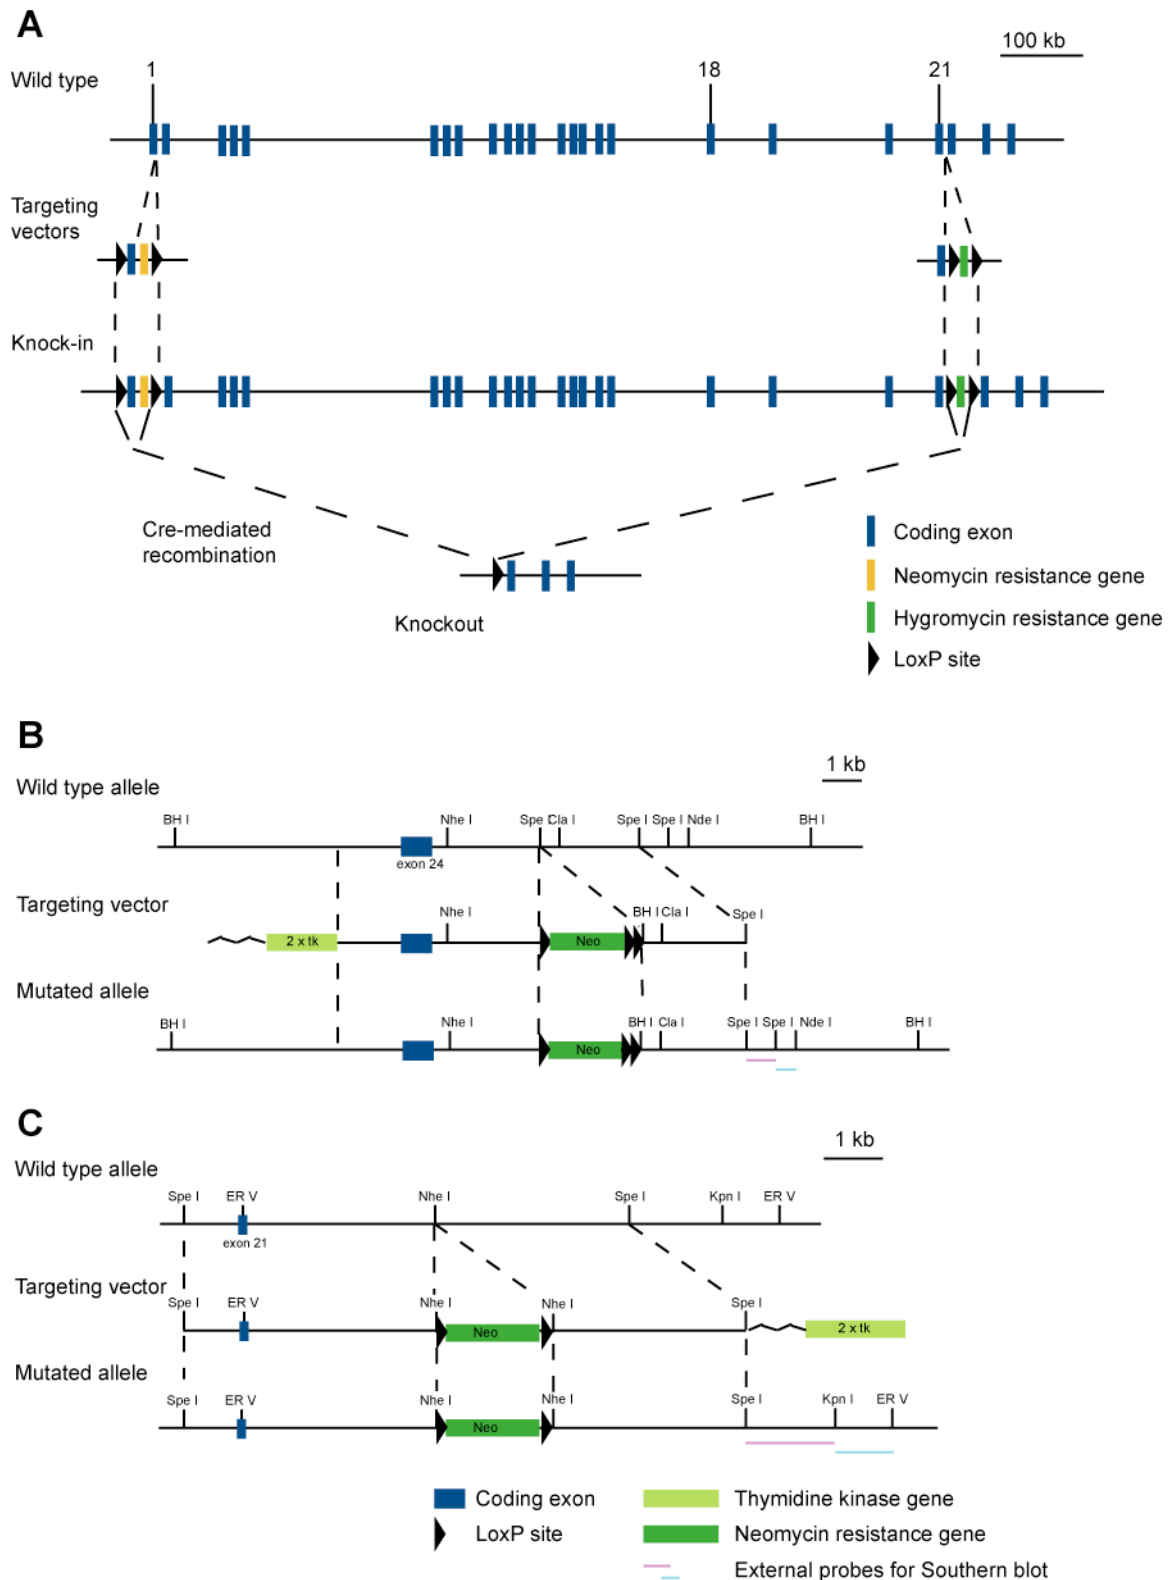 A
100 kb
1
18
21
Wild type
Targeting
vectors
Knock-in
Cre-mediated
recombination
Knockout
Coding exon
Neomycin resistance gene
Hygromycin resistance gene
LoxP site
B
1 kb
Wild type allele
BH I
Nhe I
Spe I
Cla I
Spe I
Spe I
Nde I
BH I
exon 24
Targeting vector
Nhe I
BH I
Cla I
Spe I
2 x tk
Neo
Mutated allele
BH I
Nhe I
BH I
Cla I
Spe I
Spe I
Nde I
BH I
Neo
C
1 kb
Wild type allele
Spe I
ER V
Nhe I
Spe I
Kpn I
ER V
exon 21
Targeting vector
Spe I
ER V
Nhe I
Nhe I
Spe I
Neo
2 x tk
Mutated allele
Spe I
ER V
Nhe I
Nhe I
Spe I
Kpn I
ER V
Neo
Coding exon
Thymidine kinase gene
LoxP site
Neomycin resistance gene
External probes for Southern blot